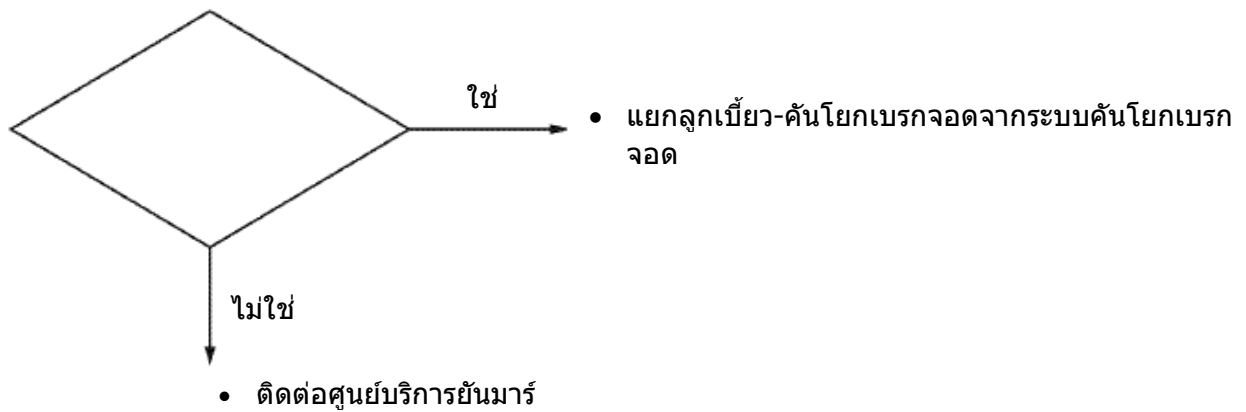 ใช่
• แยกลูกเบี้ยว-คันโยกเบรกจอดจากระบบคันโยกเบรก
จอด
ไม่ใช่
• ติดต่อศูนย์บริการยันมาร์